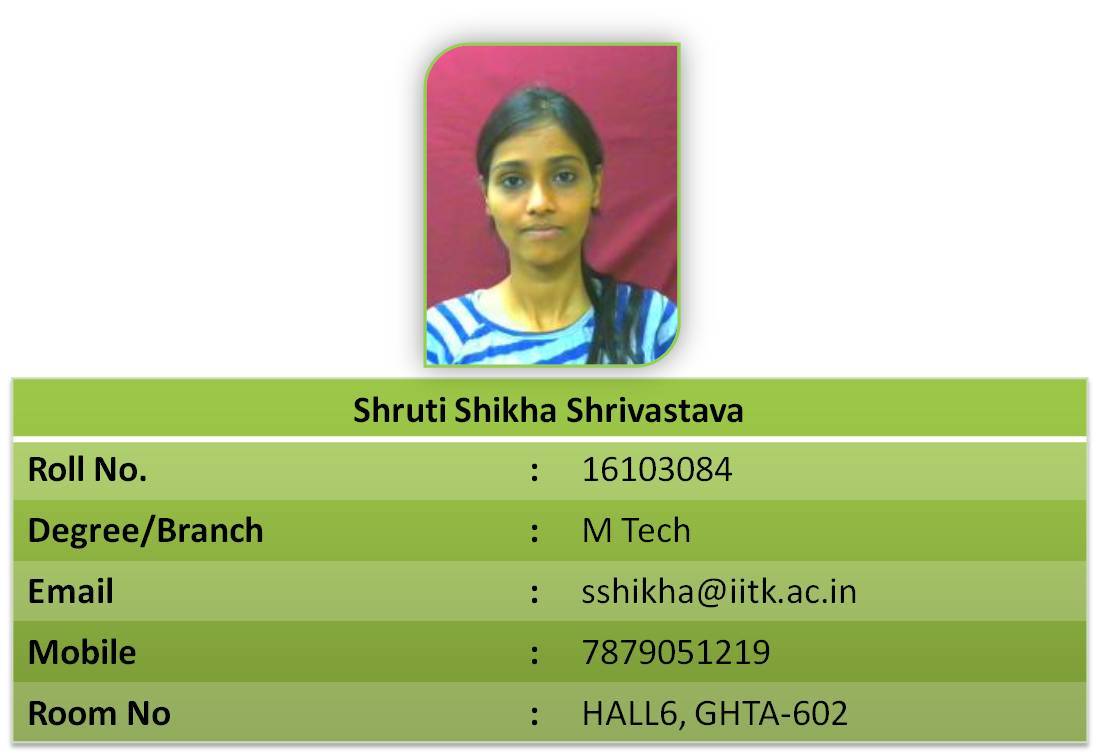 Shruti Shikha Shrivastava
Roll No. : 16103084
Degree/Branch : M Tech
Email : sshikha@iitk.ac.in
Mobile : 7879051219
Room No : HALL6, GHTA-602